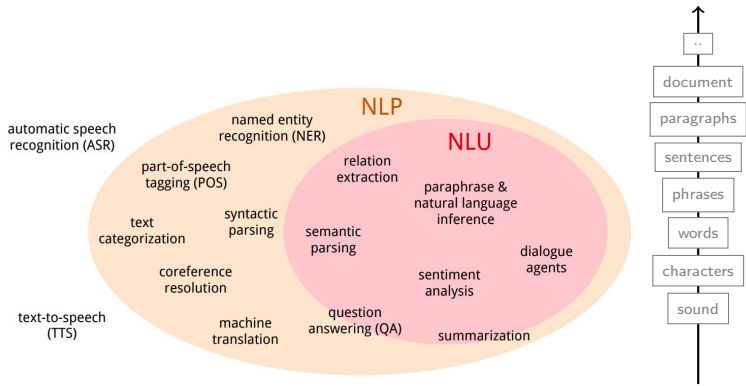 NLP
NLU
automatic speech
recognition (ASR)
named entity
recognition (NER)
part-of-speech
tagging (POS)
text
categorization
syntactic
parsing
coreference
resolution
text-to-speech
(TTS)
machine
translation
relation
extraction
paraphrase &
natural language
inference
semantic
parsing
dialogue
agents
sentiment
analysis
question
answering (QA)
summarization
..
document
paragraphs
sentences
phrases
words
characters
sound